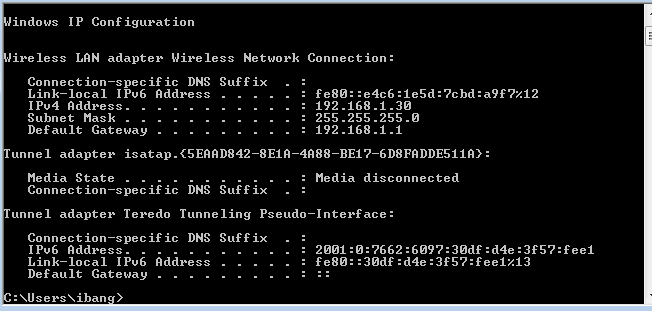 Windows IP Configuration
Wireless LAN adapter Wireless Network Connection:
Connection-specific DNS Suffix . :
Link-local IPv6 Address . . . . . : fe80::e4c6:1e5d:7cbd:a9f7%12
IPv4 Address. . . . . . . . . . . : 192.168.1.30
Subnet Mask . . . . . . . . . . . : 255.255.255.0
Default Gateway . . . . . . . . . : 192.168.1.1
Tunnel adapter isatap.{5EAAD842-8E1A-4A88-BE17-6D8FADDE511A}:
Media State . . . . . . . . . . . : Media disconnected
Connection-specific DNS Suffix . :
Tunnel adapter Teredo Tunneling Pseudo-Interface:
Connection-specific DNS Suffix . :
IPv6 Address. . . . . . . . . . . : 2001:0:7662:6097:30df:d4e:3f57:fee1
Link-local IPv6 Address . . . . . : fe80::30df:d4e:3f57:fee1%13
Default Gateway . . . . . . . . . : ::
C:\Users\ibang>